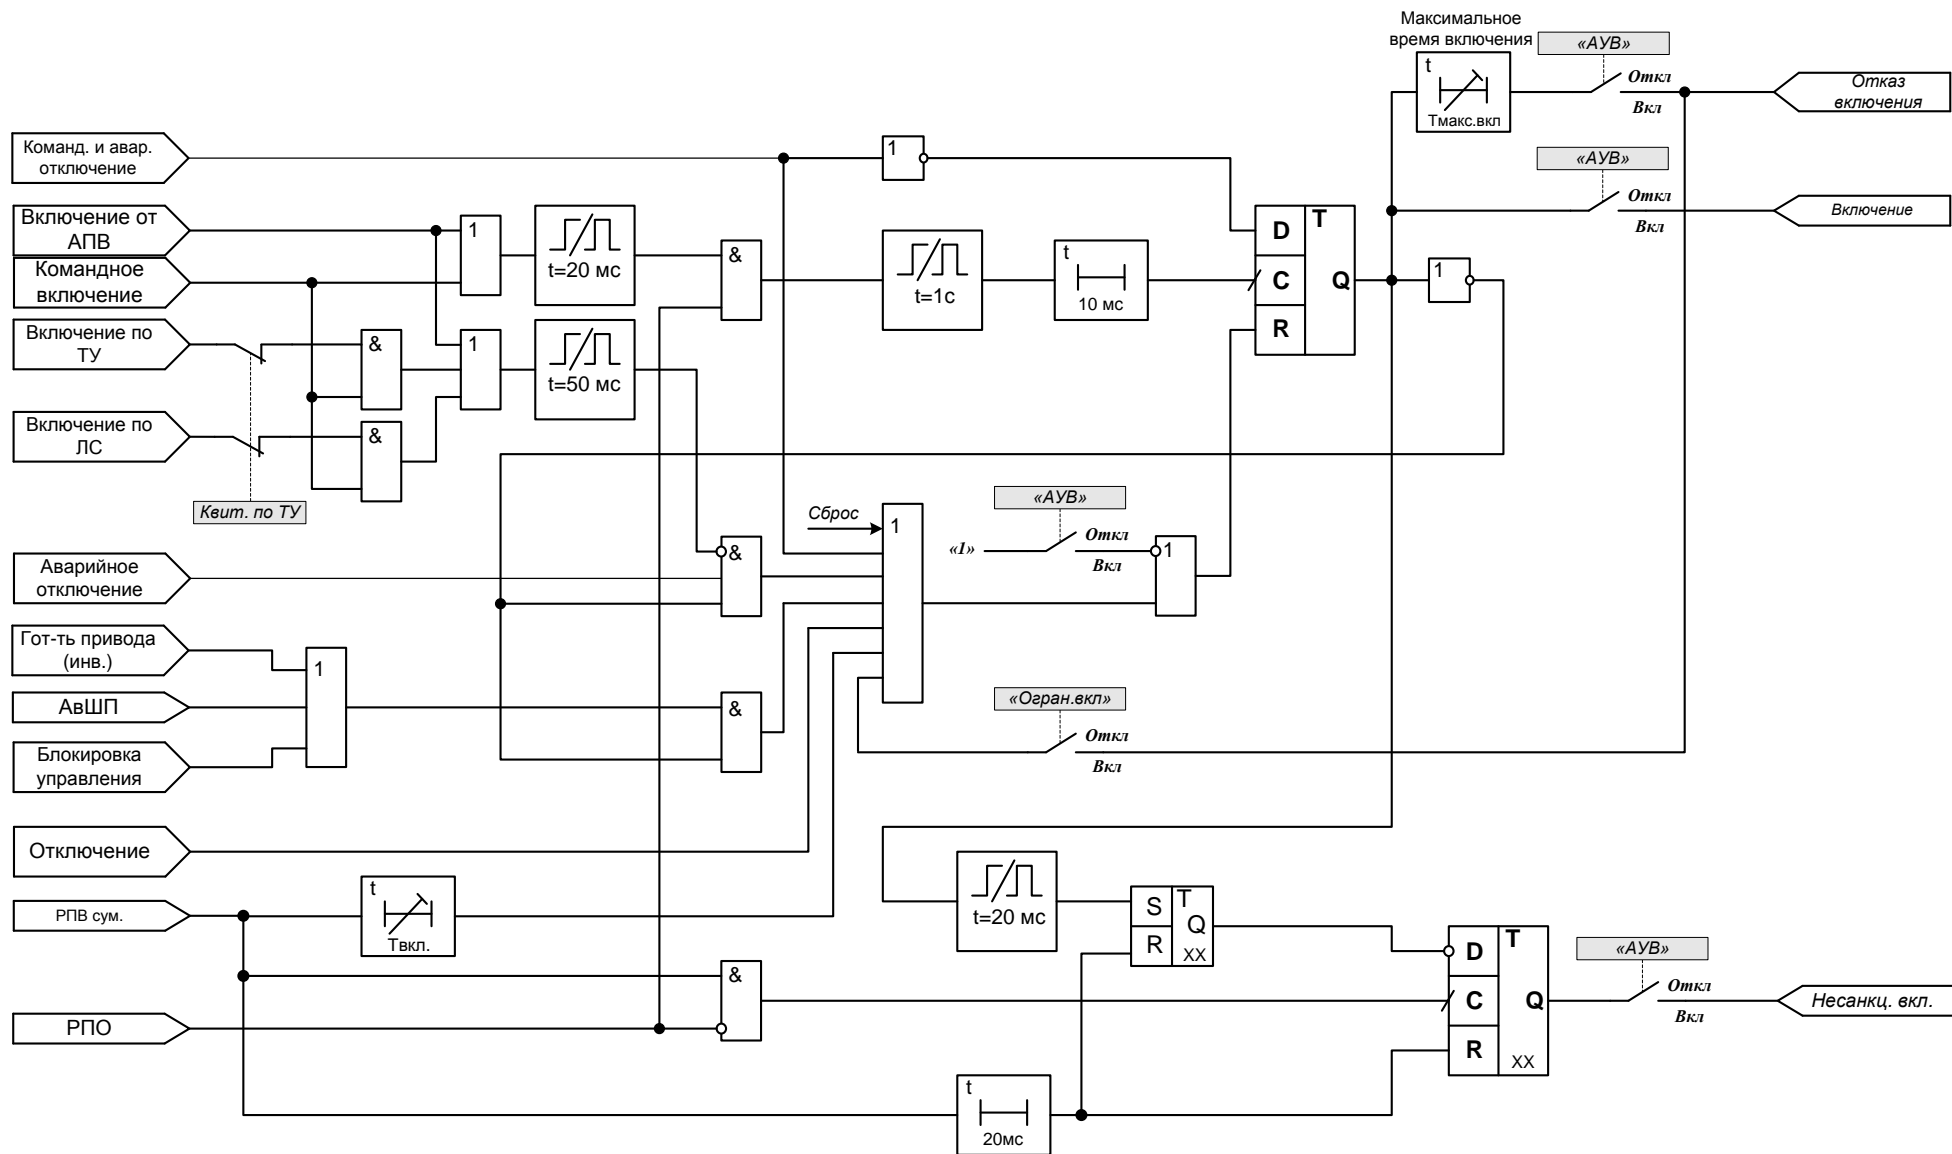 Максимальное
время включения
«АУВ»
t
Тмакс.вкл
Откл
Вкл
Отказ
включения
Команд. и авар.
отключение
1
«АУВ»
Откл
Вкл
Включение
Включение от
АПВ
1
t=20 мс
&
t=1с
t
10 мс
D
T
C
Q
R
1
Командное
включение
Включение по
ТУ
&
1
t=50 мс
Включение по
ЛС
&
Квит. по ТУ
Сброс
1
«АУВ»
«1»
Откл
Вкл
1
Аварийное
отключение
&
Гот-ть привода
(инв.)
1
АвШП
&
«Огран.вкл»
Откл
Вкл
Блокировка
управления
Отключение
t=20 мс
S
T
Q
R
XX
РПВ сум.
t
Твкл.
&
D
T
C
Q
R
XX
«АУВ»
Откл
Вкл
Несанкц. вкл.
РПО
t
20мс